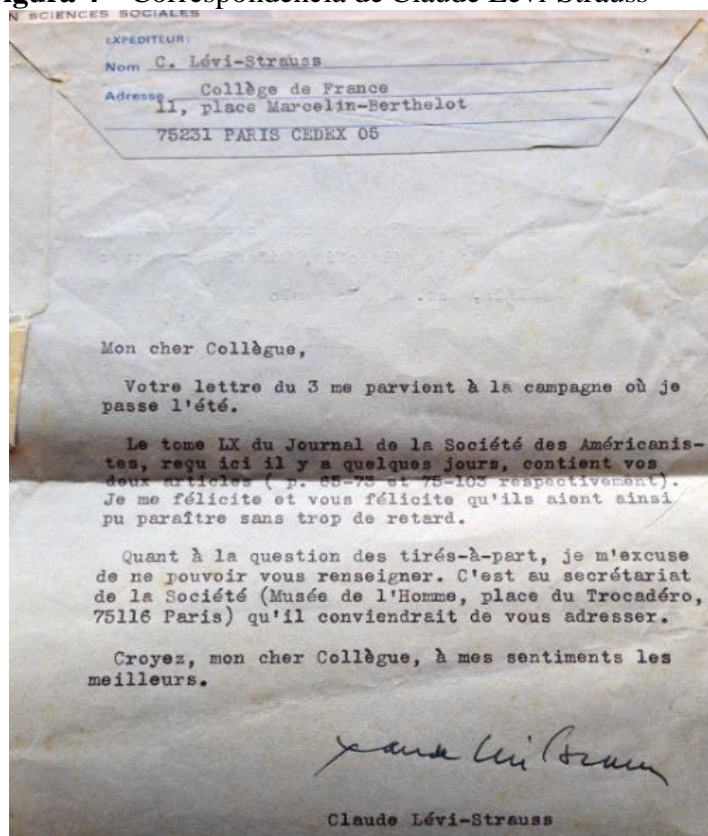 Correspondência de Claude Lévi-Strauss
SCIENCES SOCIALES
EXPÉDITEUR:
Nom C. Lévi-Strauss
Adresse Collège de France
11, place Marcelin-Berthelot
75231 PARIS CEDEX 05
Mon cher Collègue,
Votre lettre du 3 me parvient à la campagne où je
passe l'été.
Le tome LX du Journal de la Société des Américanis-
tes, reçu ici il y a quelques jours, contient vos
deux articles ( p. 65-73 et 75-103 respectivement).
Je me félicite et vous félicite qu'ils aient ainsi
pu paraître sans trop de retard.
Quant à la question des tirés-à-part, je m'excuse
de ne pouvoir vous renseigner. C'est au secrétariat
de la Société (Musée de l'Homme, place du Trocadéro,
75116 Paris) qu'il conviendrait de vous adresser.
Croyez, mon cher Collègue, à mes sentiments les
meilleurs.
Claude Lévi-Strauss
Claude Lévi-Strauss